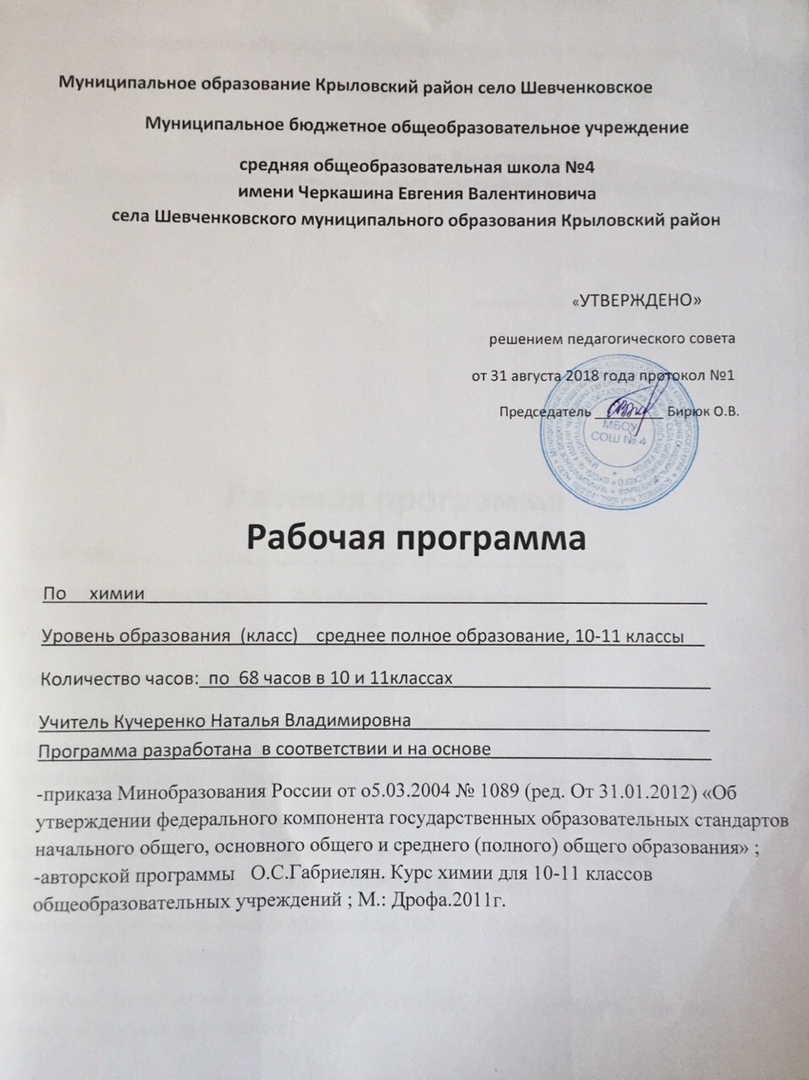 Муниципальное образование Крыловский район село Шевченковское
Муниципальное бюджетное общеобразовательное учреждение
средняя общеобразовательная школа №4
имени Черкашина Евгения Валентиновича
села Шевченковского муниципального образования Крыловский район
«УТВЕРЖДЕНО»
решением педагогического совета
от 31 августа 2018 года протокол №1
Председатель ________ Бирюк О.В.
МБОУ
СОШ № 4
Рабочая программа
По химии
Уровень образования (класс) среднее полное образование, 10-11 классы
Количество часов: по 68 часов в 10 и 11классах
Учитель Кучеренко Наталья Владимировна
Программа разработана в соответствии и на основе
-приказа Минобразования России от о5.03.2004 № 1089 (ред. От 31.01.2012) «Об
утверждении федерального компонента государственных образовательных стандартов
начального общего, основного общего и среднего (полного) общего образования» ;
-авторской программы О.С.Габриелян. Курс химии для 10-11 классов
общеобразовательных учреждений ; М.: Дрофа.2011г.